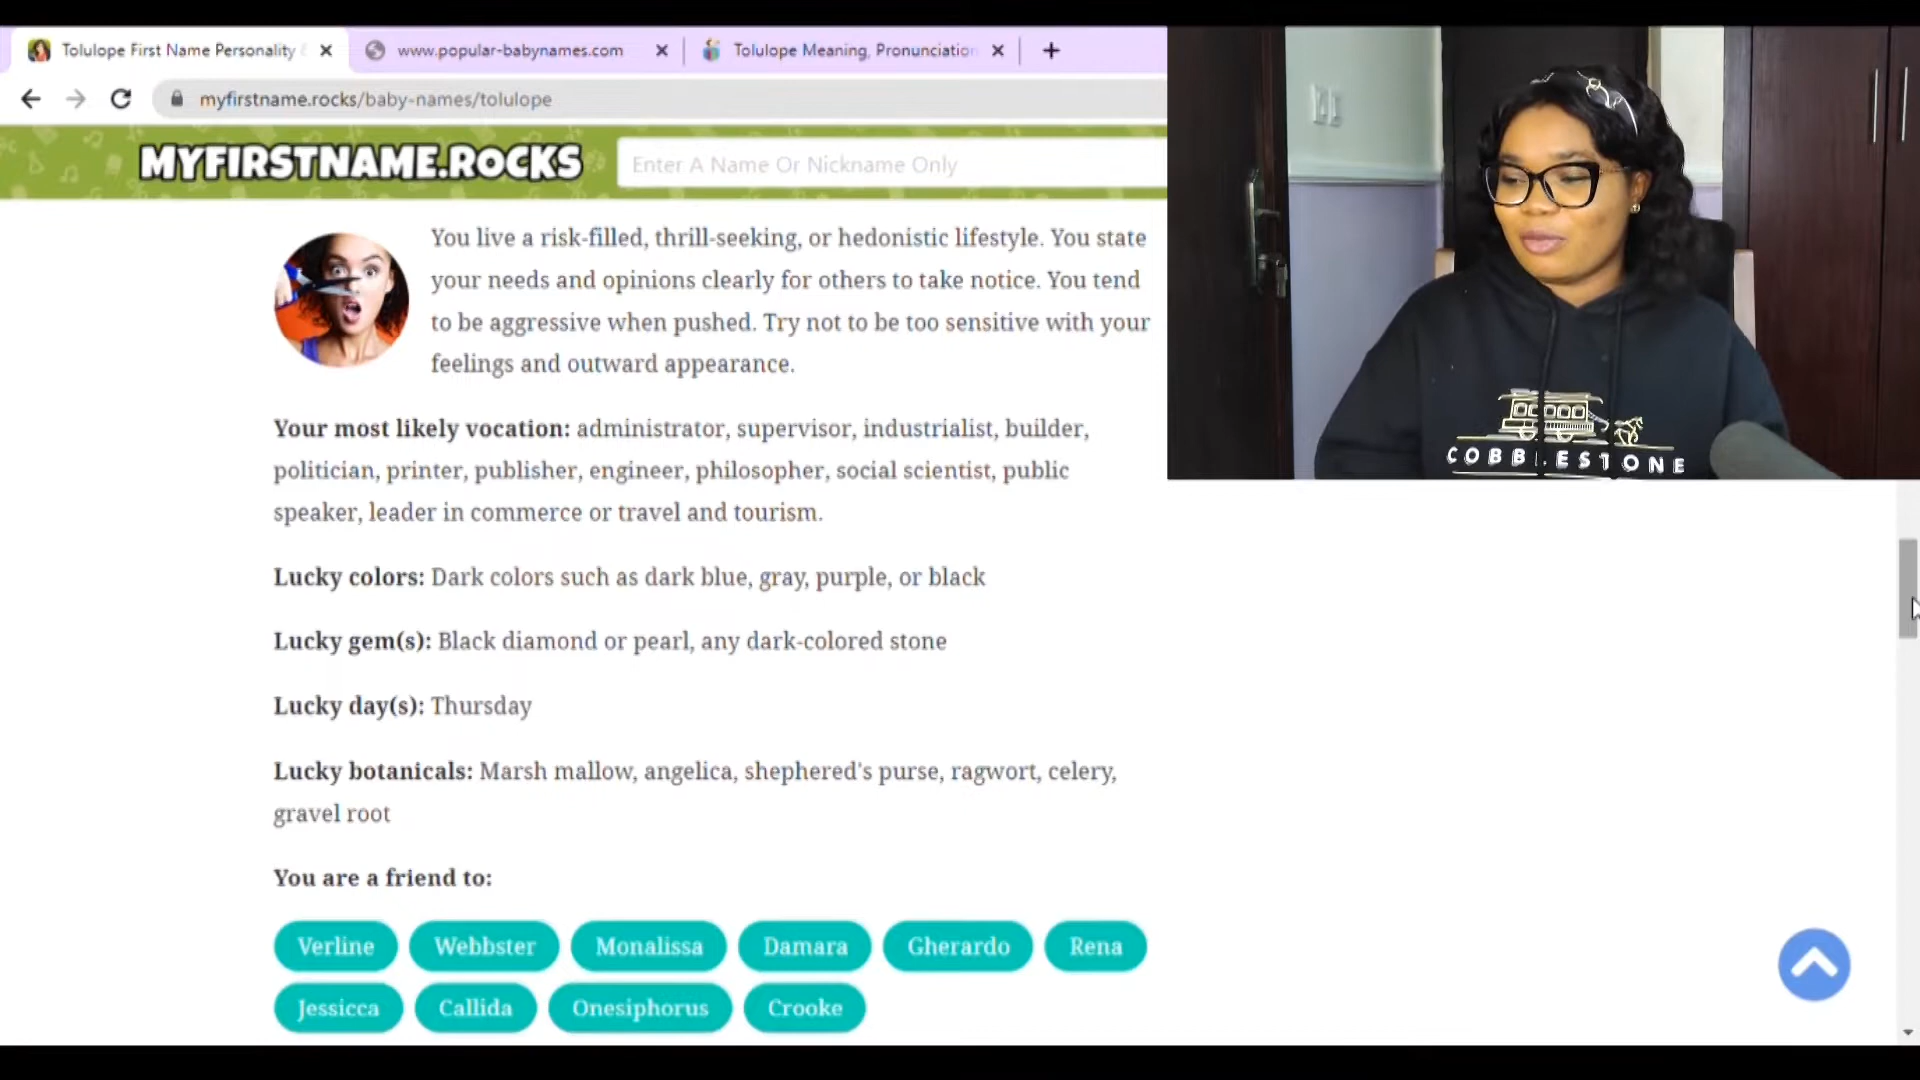 Tolulope First Name Personality
www.popular-babynames.com
Tolulope Meaning, Pronunciation
myfirstname.rocks/baby-names/tolulope
MYFIRSTNAME.ROCKS
Enter A Name Or Nickname Only
You live a risk-filled, thrill-seeking, or hedonistic lifestyle. You state
your needs and opinions clearly for others to take notice. You tend
to be aggressive when pushed. Try not to be too sensitive with your
feelings and outward appearance.
Your most likely vocation: administrator, supervisor, industrialist, builder,
politician, printer, publisher, engineer, philosopher, social scientist, public
speaker, leader in commerce or travel and tourism.
Lucky colors: Dark colors such as dark blue, gray, purple, or black
Lucky gem(s): Black diamond or pearl, any dark-colored stone
Lucky day(s): Thursday
Lucky botanicals: Marsh mallow, angelica, shephered's purse, ragwort, celery,
gravel root
You are a friend to:
Verline Webbster Monalissa Damara Gherardo Rena
Jessicca Callida Onesiphorus Crooke
COBBLESTONE